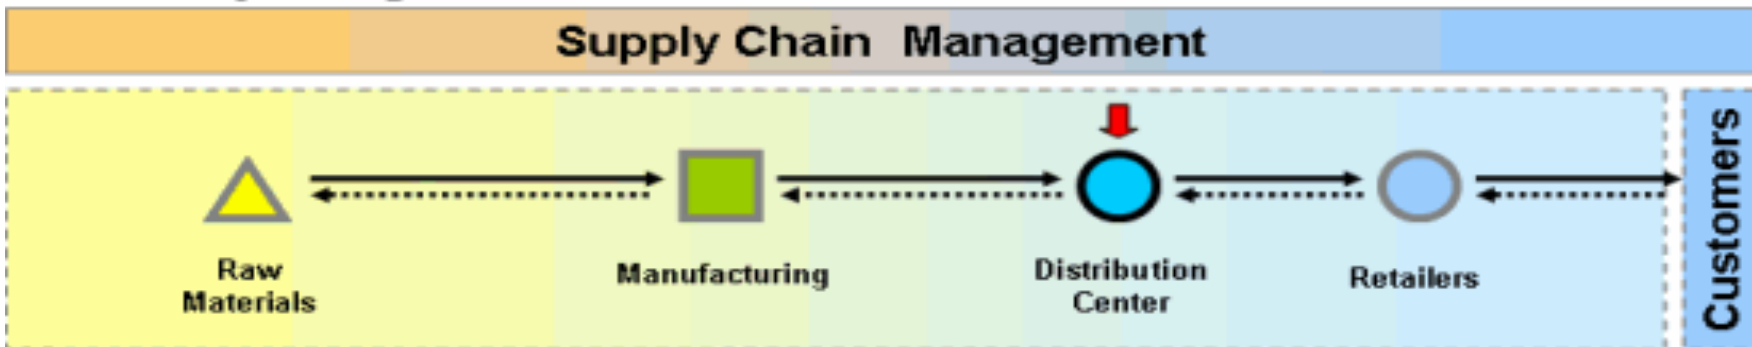 Supply Chain Management
Raw
Materials
Manufacturing
Distribution
Center
Retailers
Customers